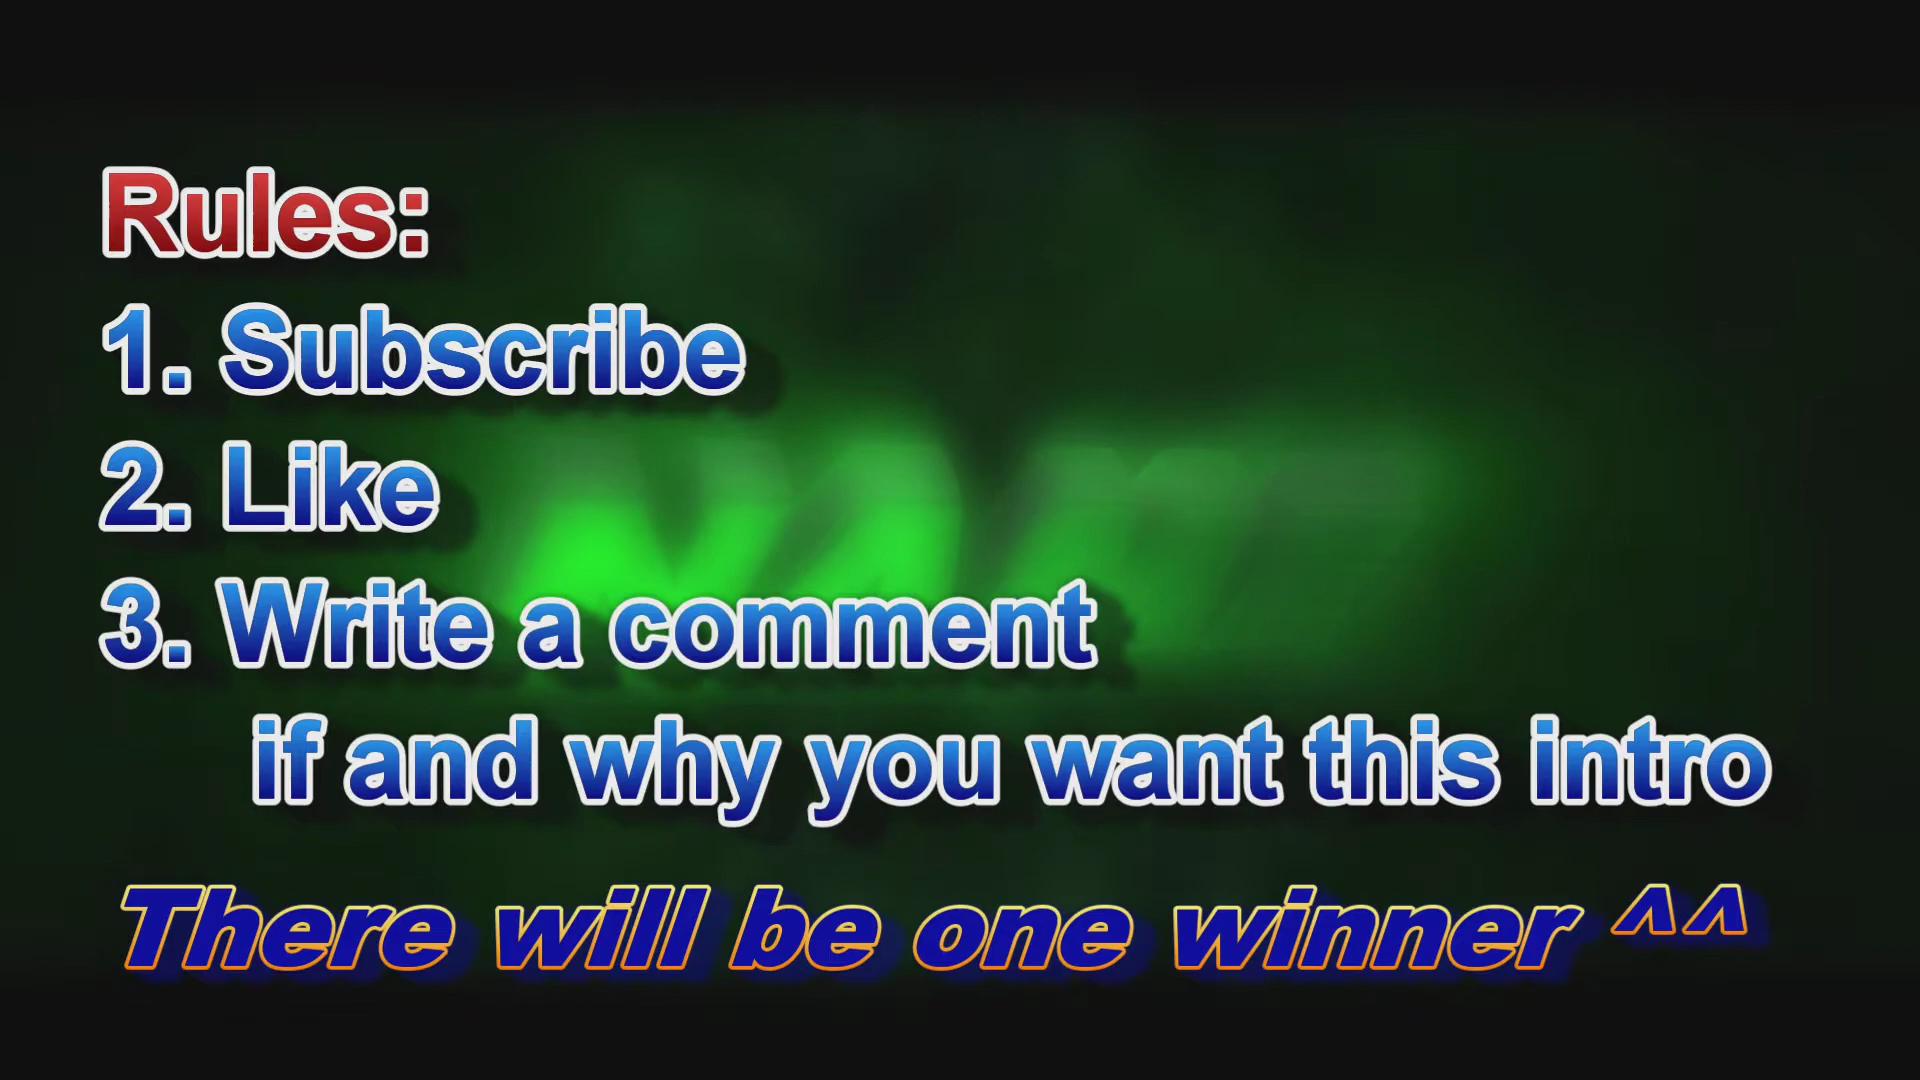 Rules:
1. Subscribe
2. Like
3. Write a comment
if and why you want this intro
There will be one winner ^^